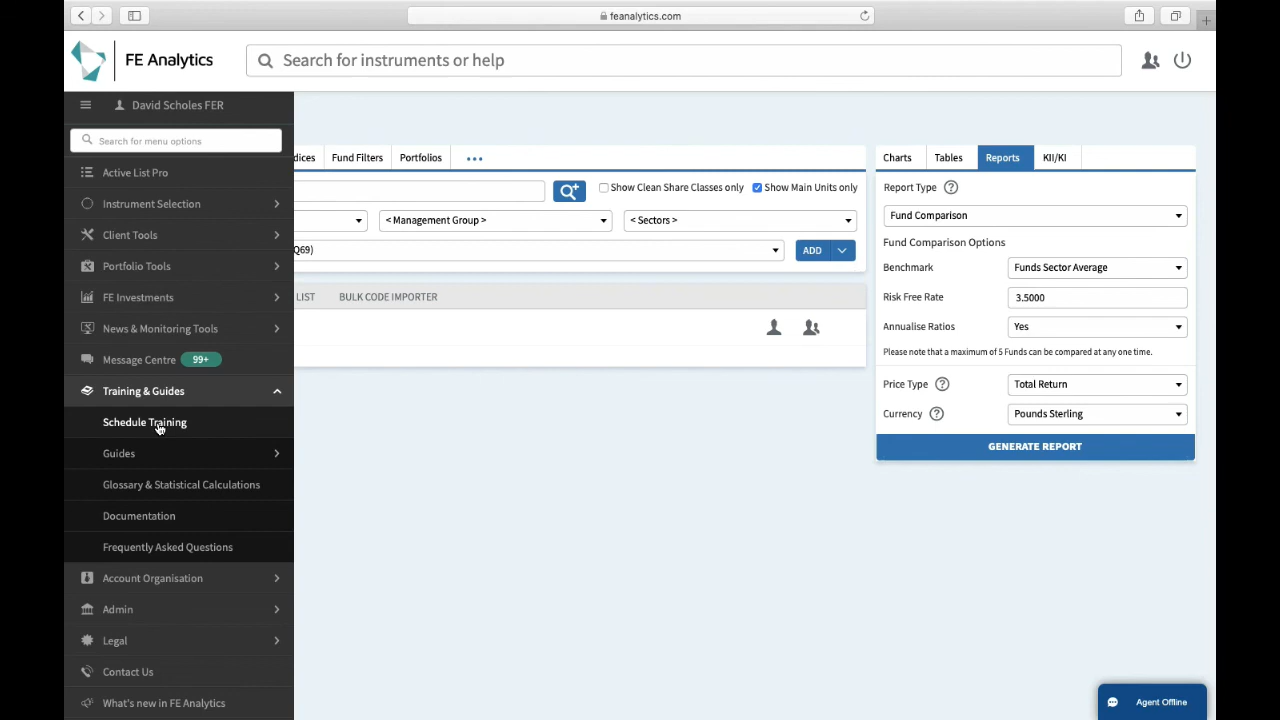 feanalytics.com
FE Analytics
Search for instruments or help
David Scholes FER
Search for menu options
Active List Pro
Instrument Selection
Client Tools
Portfolio Tools
FE Investments
News & Monitoring Tools
Message Centre 99+
Training & Guides
Schedule Training
Guides
Glossary & Statistical Calculations
Documentation
Frequently Asked Questions
Account Organisation
Admin
Legal
Contact Us
What's new in FE Analytics
dices Fund Filters Portfolios •••
Show Clean Share Classes only Show Main Units only
< Management Group > < Sectors >
Q69) ADD
LIST BULK CODE IMPORTER
Charts Tables Reports KII/KI
Report Type ?
Fund Comparison
Fund Comparison Options
Benchmark Funds Sector Average
Risk Free Rate 3.5000
Annualise Ratios Yes
Please note that a maximum of 5 Funds can be compared at any one time.
Price Type ? Total Return
Currency ? Pounds Sterling
GENERATE REPORT
Agent Offline